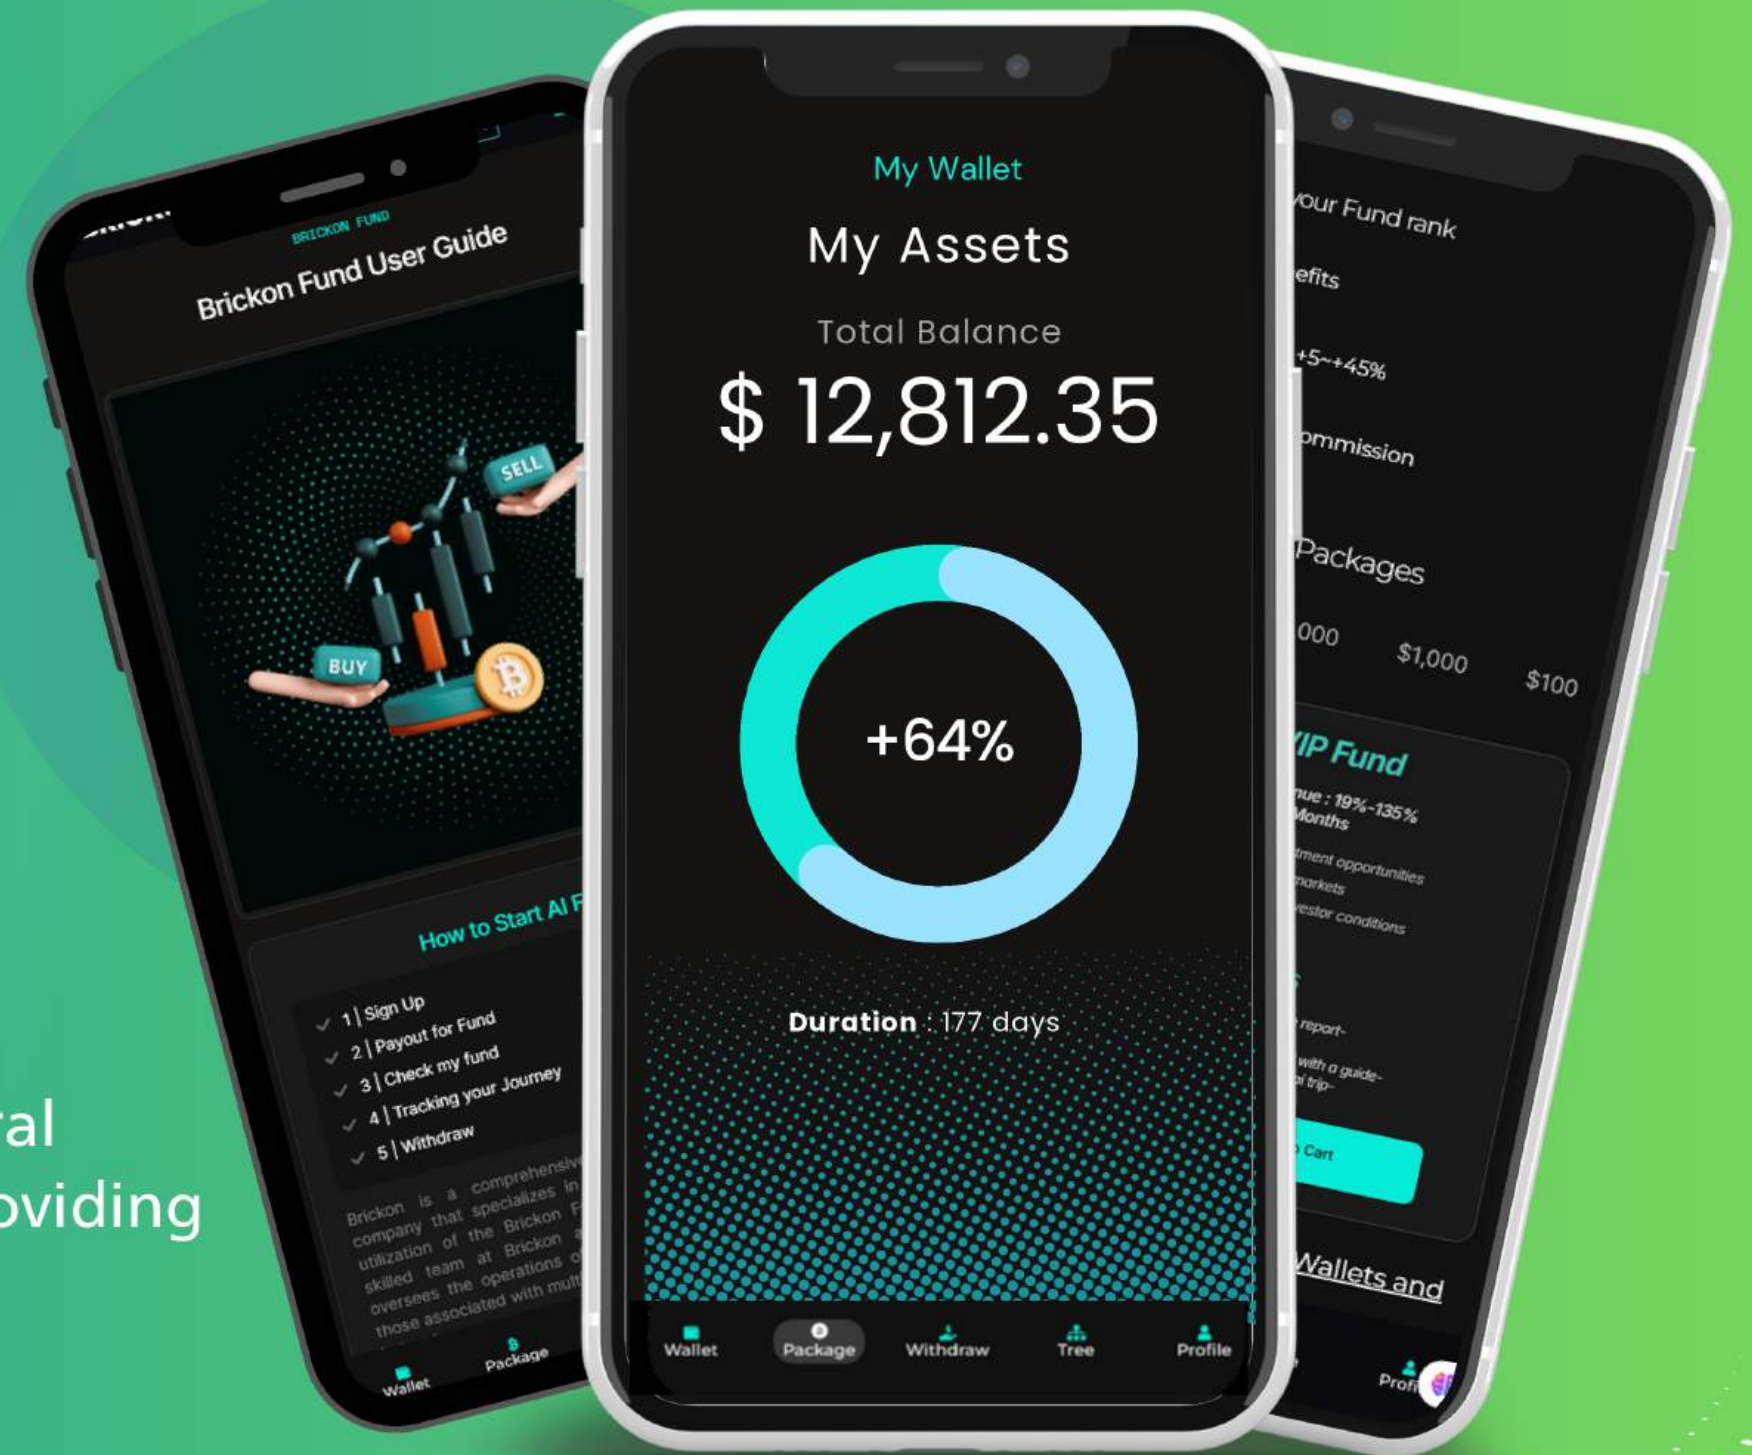 BRICKON FUND
Brickon Fund User Guide
SELL
BUY
How to Start AI F
1 | Sign Up
2 | Payout for Fund
3 | Check my fund
4 | Tracking your Journey
5 | Withdraw
Brickon is a comprehensive
company that specializes in
utilization of the Brickon F
skilled team at Brickon a
oversees the operations o
those associated with mult
Wallet
Package
ral
oviding
My Wallet
My Assets
Total Balance
$ 12,812.35
+64%
Duration : 177 days
Wallet
Package
Withdraw
Tree
Profile
your Fund rank
efits
+5~+45%
ommission
Packages
000 $1,000 $100
VIP Fund
nue : 19%-135%
Months
tment opportunities
markets
vestor conditions
report-
with a guide-
trip-
Cart
Wallets and
Profi